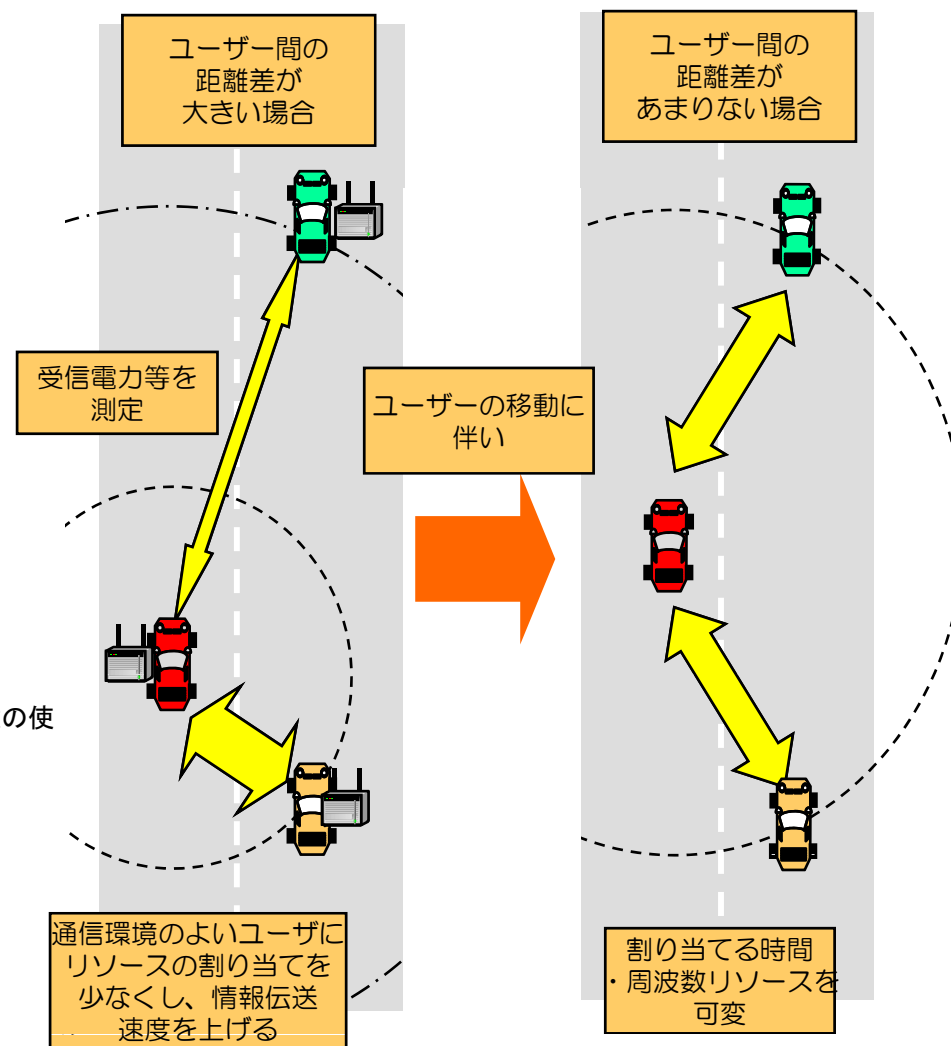 ユーザー間の
距離差が
大きい場合
ユーザー間の
距離差が
あまりない場合
受信電力等を
測定
ユーザーの移動に
伴い
の使
通信環境のよいユーザに
リソースの割り当てを
少なくし、情報伝送
速度を上げる
割り当てる時間
・周波数リソースを
可変